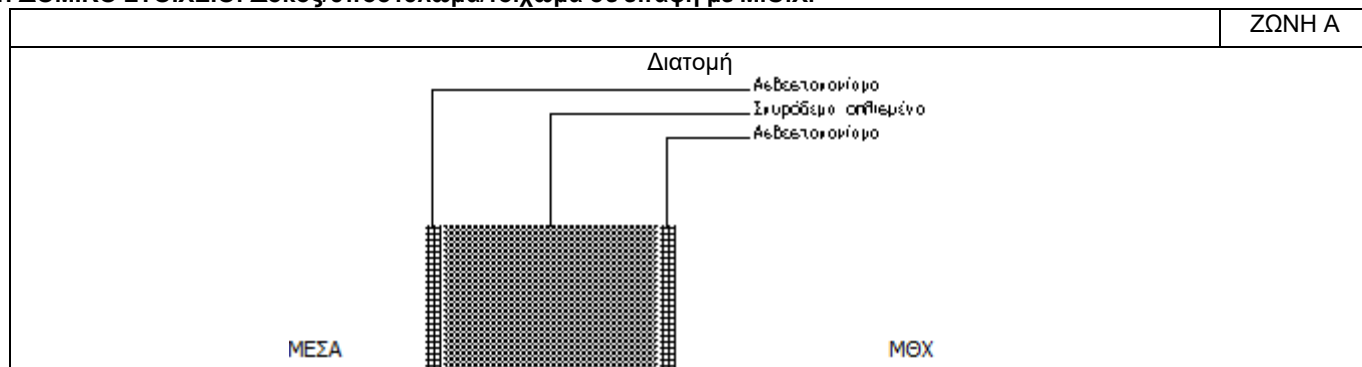 ΖΩΝΗ Α
Διατομή
Ασβεστοκονίαμα
Σκυρόδεμα οπλισμένο
Ασβεστοκονίαμα
ΜΕΣΑ
ΜΘΧ